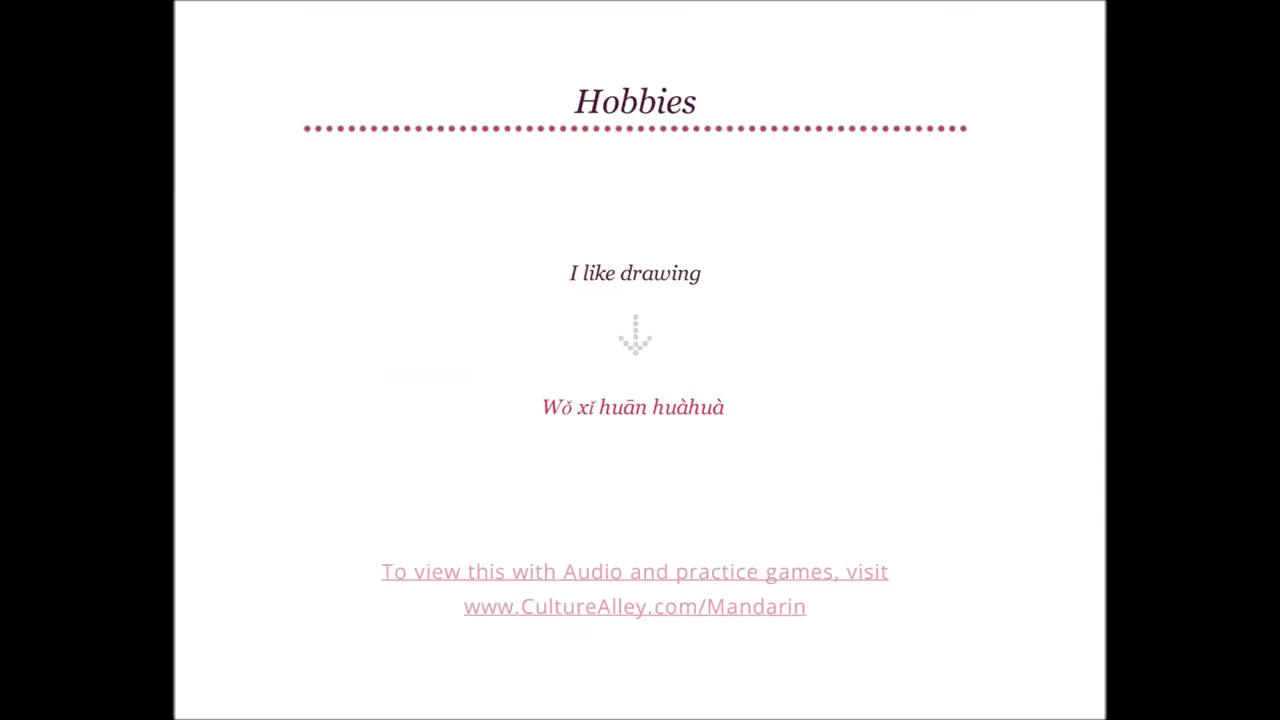 Hobbies
I like drawing
Wǒ xǐ huān huàhuà
To view this with Audio and practice games, visit
www.CultureAlley.com/Mandarin